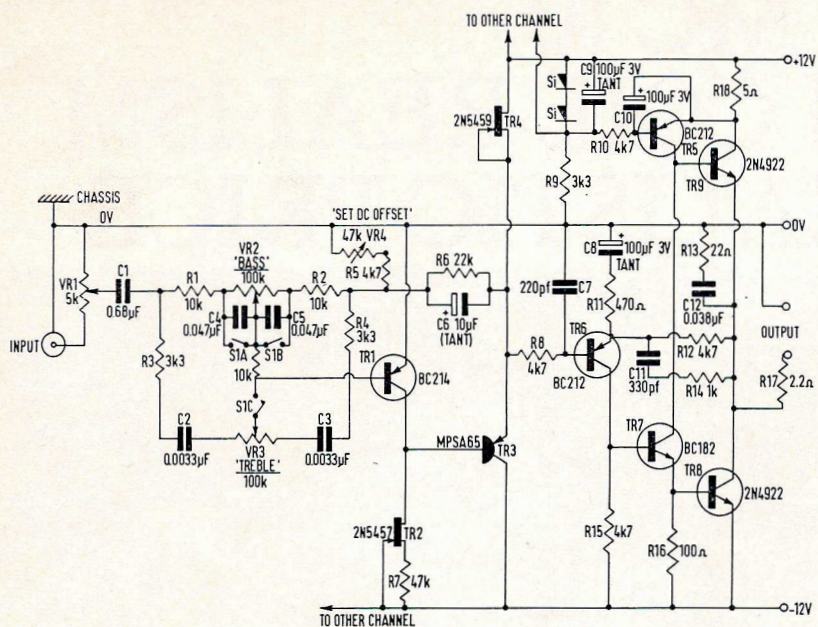 TO OTHER CHANNEL
+12V
Si
Si
C9 100µF 3V
TANT
100µF 3V
C10
R18
5Ω
2N5459
TR4
R10 4k7
BC212
TR5
2N4922
TR9
R9
3k3
CHASSIS
0V
0V
'SET DC OFFSET'
47k VR4
R5 4k7
R6 22k
C6 10µF
(TANT)
C8
100µF 3V
TANT
R13
22Ω
VR1
5k
C1
0.68µF
R1
10k
VR2
'BASS'
100k
R2
10k
220pf
C7
R11
470Ω
C12
0.038µF
C4
0.047µF
C5
0.047µF
S1A
S1B
R4
3k3
INPUT
R3
3k3
10k
TR1
BC214
R8
4k7
TR6
BC212
R12 4k7
C11
330pf
R14 1k
OUTPUT
R17
2.2Ω
S1C
C2
0.0033µF
VR3
'TREBLE'
100k
C3
0.0033µF
MPSA65
TR3
TR7
BC182
TR8
2N4922
2N5457
TR2
R7
47k
R15
4k7
R16
100Ω
-12V
TO OTHER CHANNEL